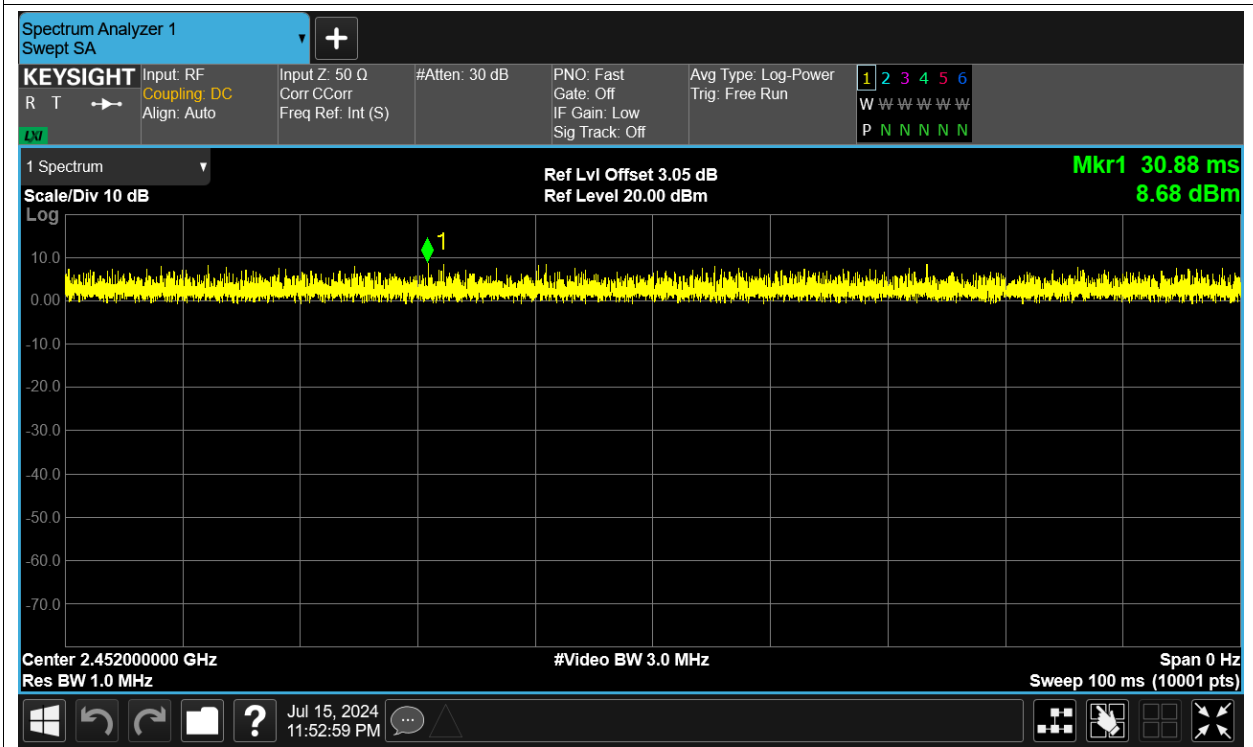 Spectrum Analyzer 1
Swept SA
KEYSIGHT
R T
LXI
Input: RF
Coupling: DC
Align: Auto
Input Z: 50 Ω
Corr CCorr
Freq Ref: Int (S)
#Atten: 30 dB
PNO: Fast
Gate: Off
IF Gain: Low
Sig Track: Off
Avg Type: Log-Power
Trig: Free Run
1 2 3 4 5 6
W W W W W W
P N N N N N
1 Spectrum
Scale/Div 10 dB
Ref Lvl Offset 3.05 dB
Ref Level 20.00 dBm
Mkr1 30.88 ms
8.68 dBm
Log
1
10.0
0.00
-10.0
-20.0
-30.0
-40.0
-50.0
-60.0
-70.0
Center 2.452000000 GHz
#Video BW 3.0 MHz
Span 0 Hz
Res BW 1.0 MHz
Sweep 100 ms (10001 pts)
?
Jul 15, 2024
11:52:59 PM